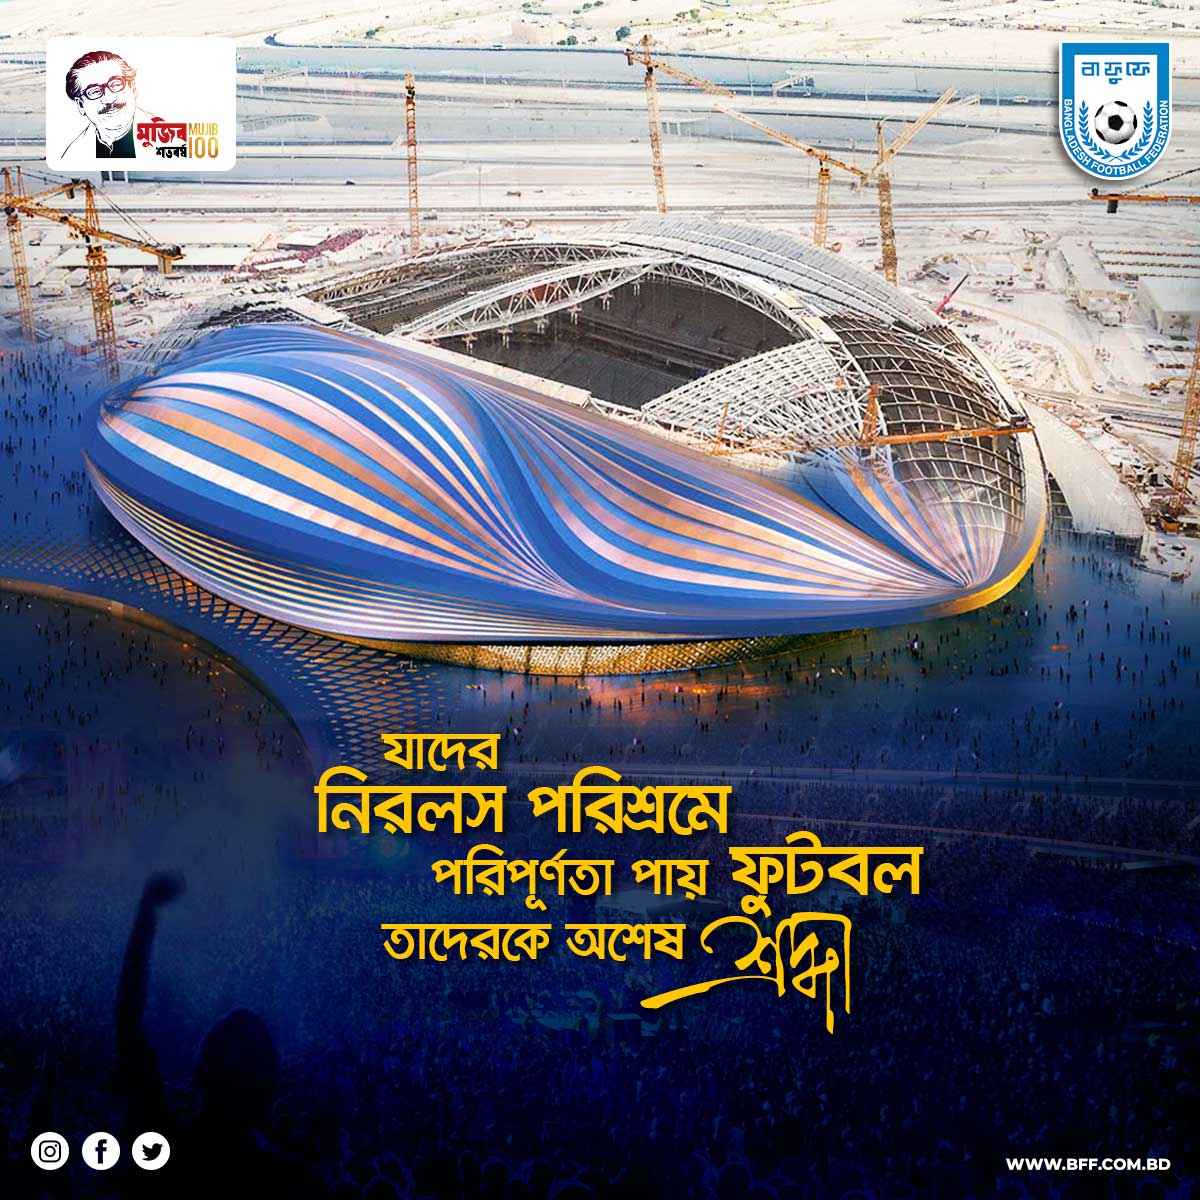 মুজিব MUJIB
শতবর্ষ 100
বা ফু ফে
BANGLADESH FOOTBALL FEDERATION
যাদের
নিরলস পরিশ্রমে
পরিপূর্ণতা পায় ফুটবল
তাদেরকে অশেষ শ্রদ্ধা
WWW.BFF.COM.BD